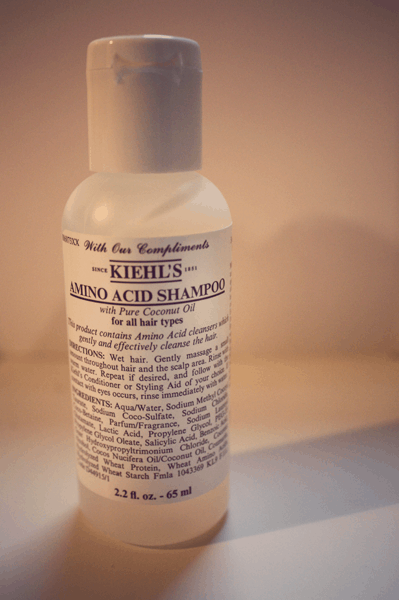 With Our Compliments
SINCE KIEHL'S 1851
AMINO ACID SHAMPOO
with Pure Coconut Oil
for all hair types
This product contains Amino Acid cleansers which
gently and effectively cleanse the hair.
DIRECTIONS: Wet hair. Gently massage a small
throughout hair and the scalp area. Rinse
water. Repeat if desired, and follow with
Conditioner or Styling Aid of your choice.
with eyes occurs, rinse immediately with
INGREDIENTS: Aqua/Water, Sodium Methyl
Sodium Coco-Sulfate, Sodium
Parfum/Fragrance, Sodium
Lactic Acid, Propylene Glycol,
Glycol Oleate, Salicylic Acid,
Hydroxypropyltrimonium Chloride,
Cocos Nucifera Oil/Coconut Oil,
Wheat Protein, Wheat Amino
Wheat Starch Fmla 1043369
2.2 fl. oz. - 65 ml